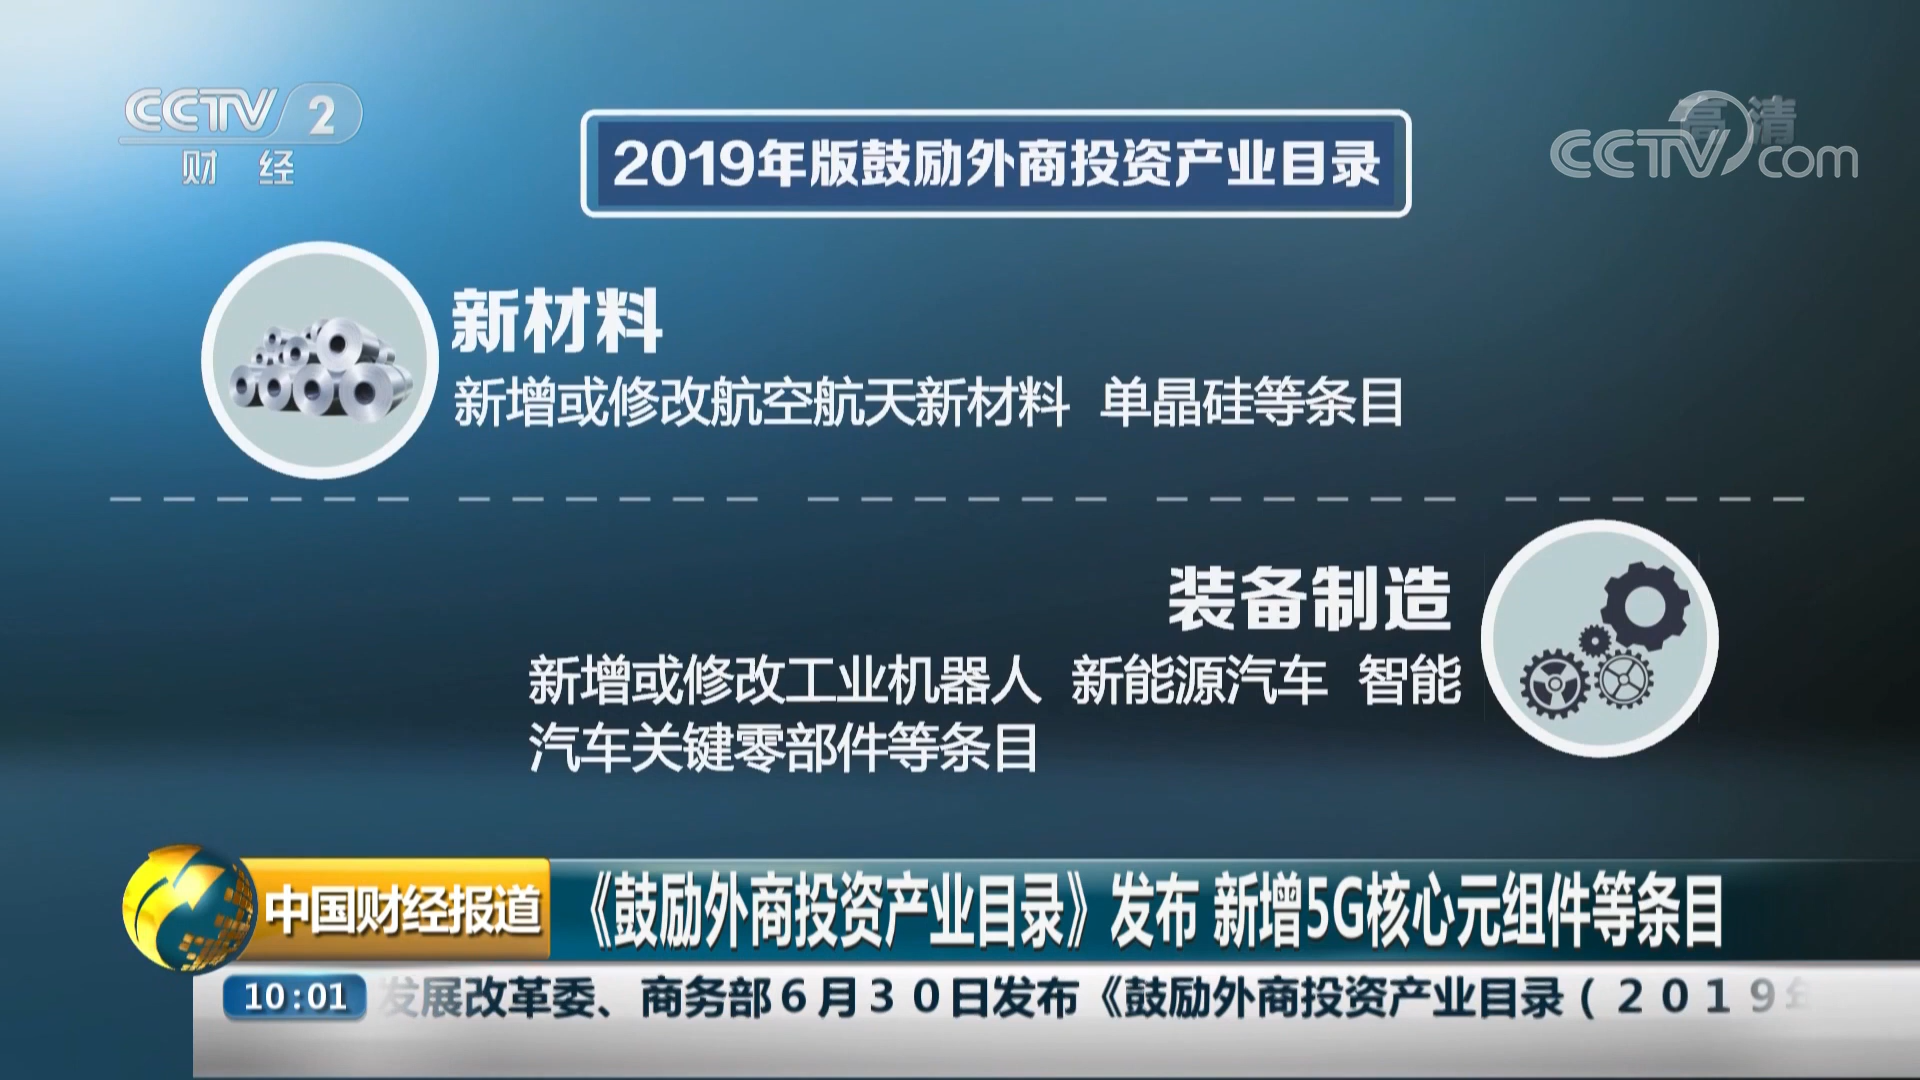 CCTV 2
财 经
高清
CCTV.com
2019年版鼓励外商投资产业目录
新材料
新增或修改航空航天新材料 单晶硅等条目
装备制造
新增或修改工业机器人 新能源汽车 智能
汽车关键零部件等条目
中国财经报道
《鼓励外商投资产业目录》发布 新增5G核心元组件等条目
10:01
发展改革委、商务部6月30日发布《鼓励外商投资产业目录(2019年